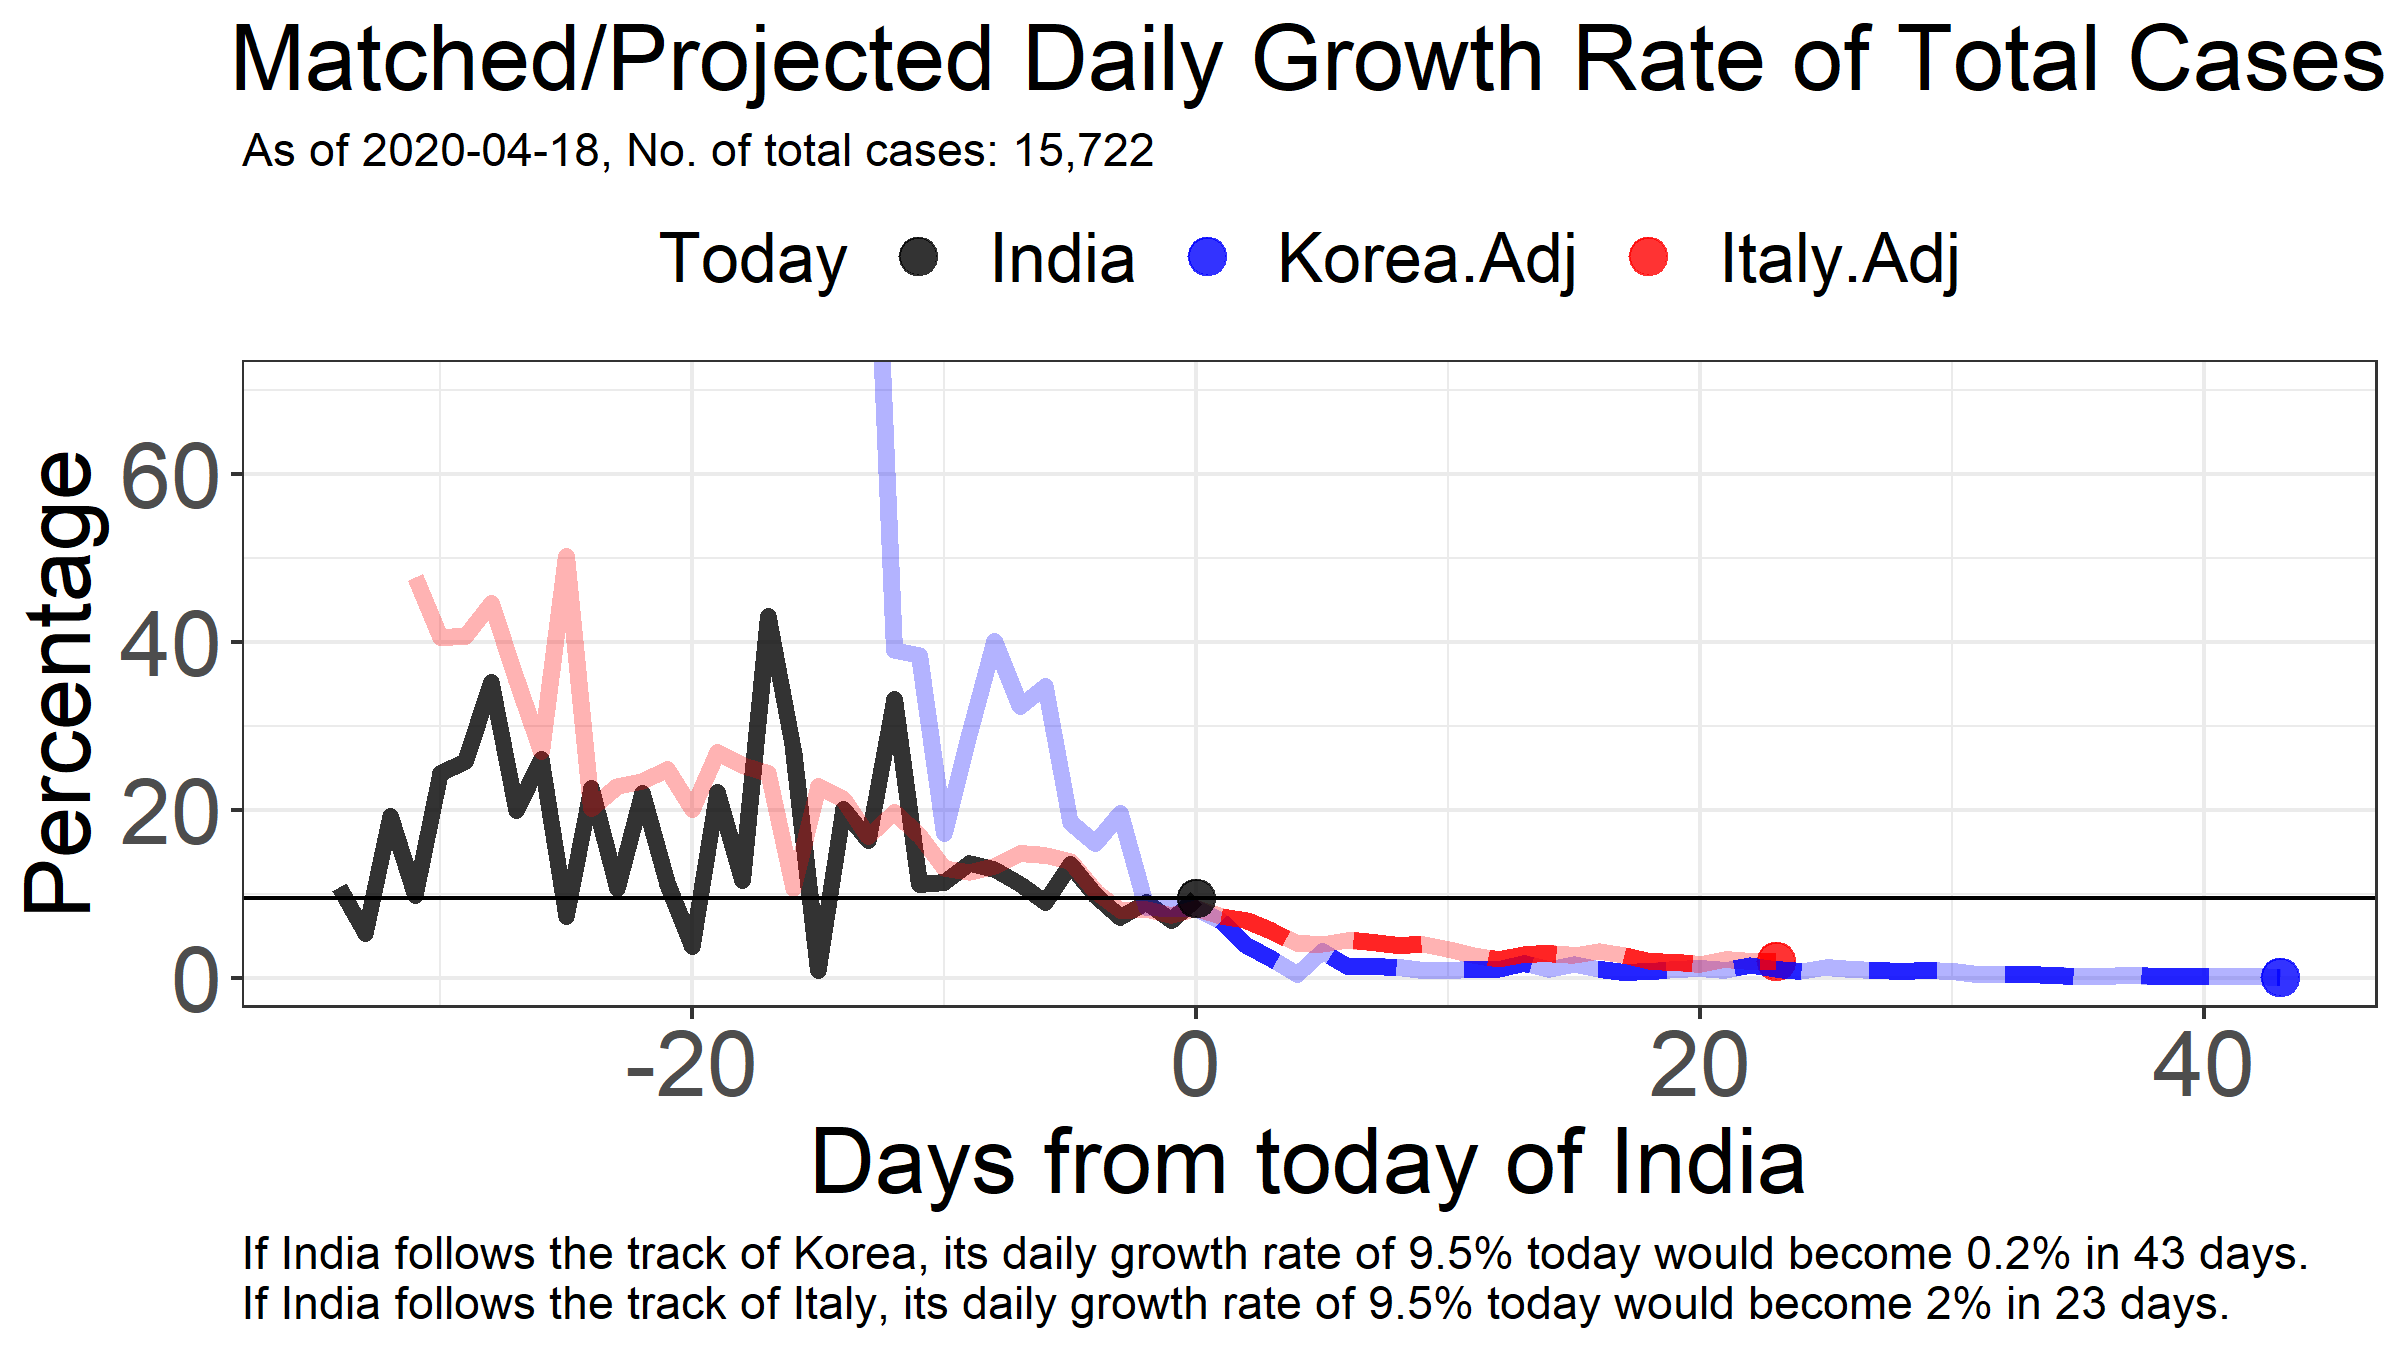 Matched/Projected Daily Growth Rate of Total Cases
As of 2020-04-18, No. of total cases: 15,722
Today India Korea.Adj Italy.Adj
Percentage
60
40
20
0
-20 0 20 40
Days from today of India
If India follows the track of Korea, its daily growth rate of 9.5% today would become 0.2% in 43 days.
If India follows the track of Italy, its daily growth rate of 9.5% today would become 2% in 23 days.